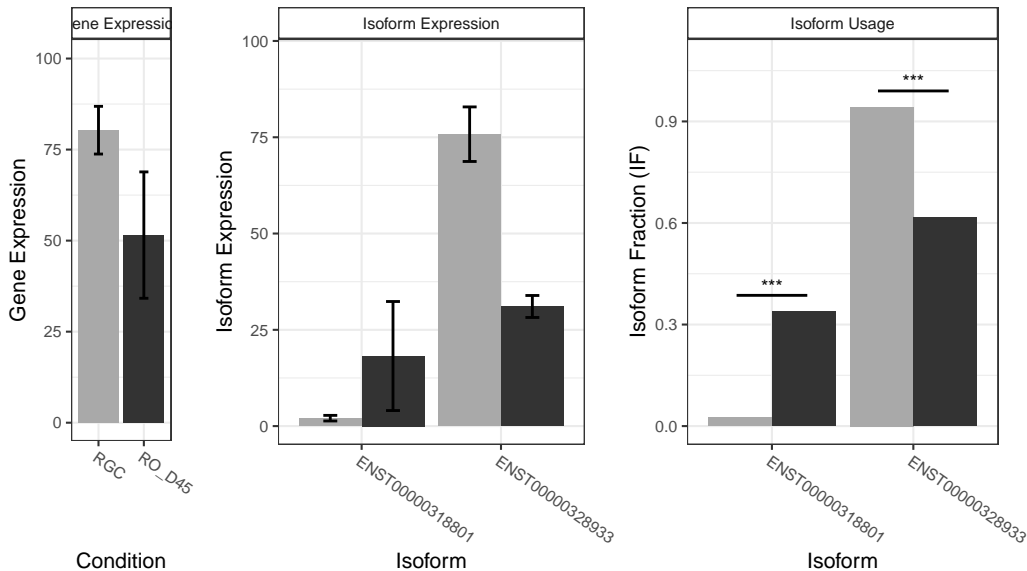 ene Expressio
Gene Expression
100
75
50
25
0
RGC
RO_D45
Condition
Isoform Expression
Isoform Expression
100
75
50
25
0
ENST00000318801
ENST00000328933
Isoform
Isoform Usage
Isoform Fraction (IF)
0.9
0.6
0.3
0.0
***
***
ENST00000318801
ENST00000328933
Isoform